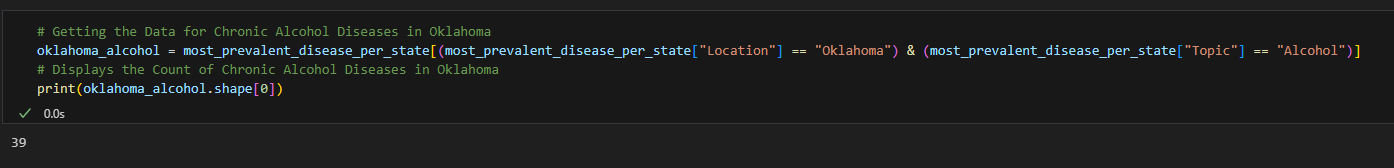 # Getting the Data for Chronic Alcohol Diseases in Oklahoma
oklahoma_alcohol = most_prevalent_disease_per_state[(most_prevalent_disease_per_state["Location"] == "Oklahoma") & (most_prevalent_disease_per_state["Topic"] == "Alcohol")]
# Displays the Count of Chronic Alcohol Diseases in Oklahoma
print(oklahoma_alcohol.shape[0])
0.0s
39